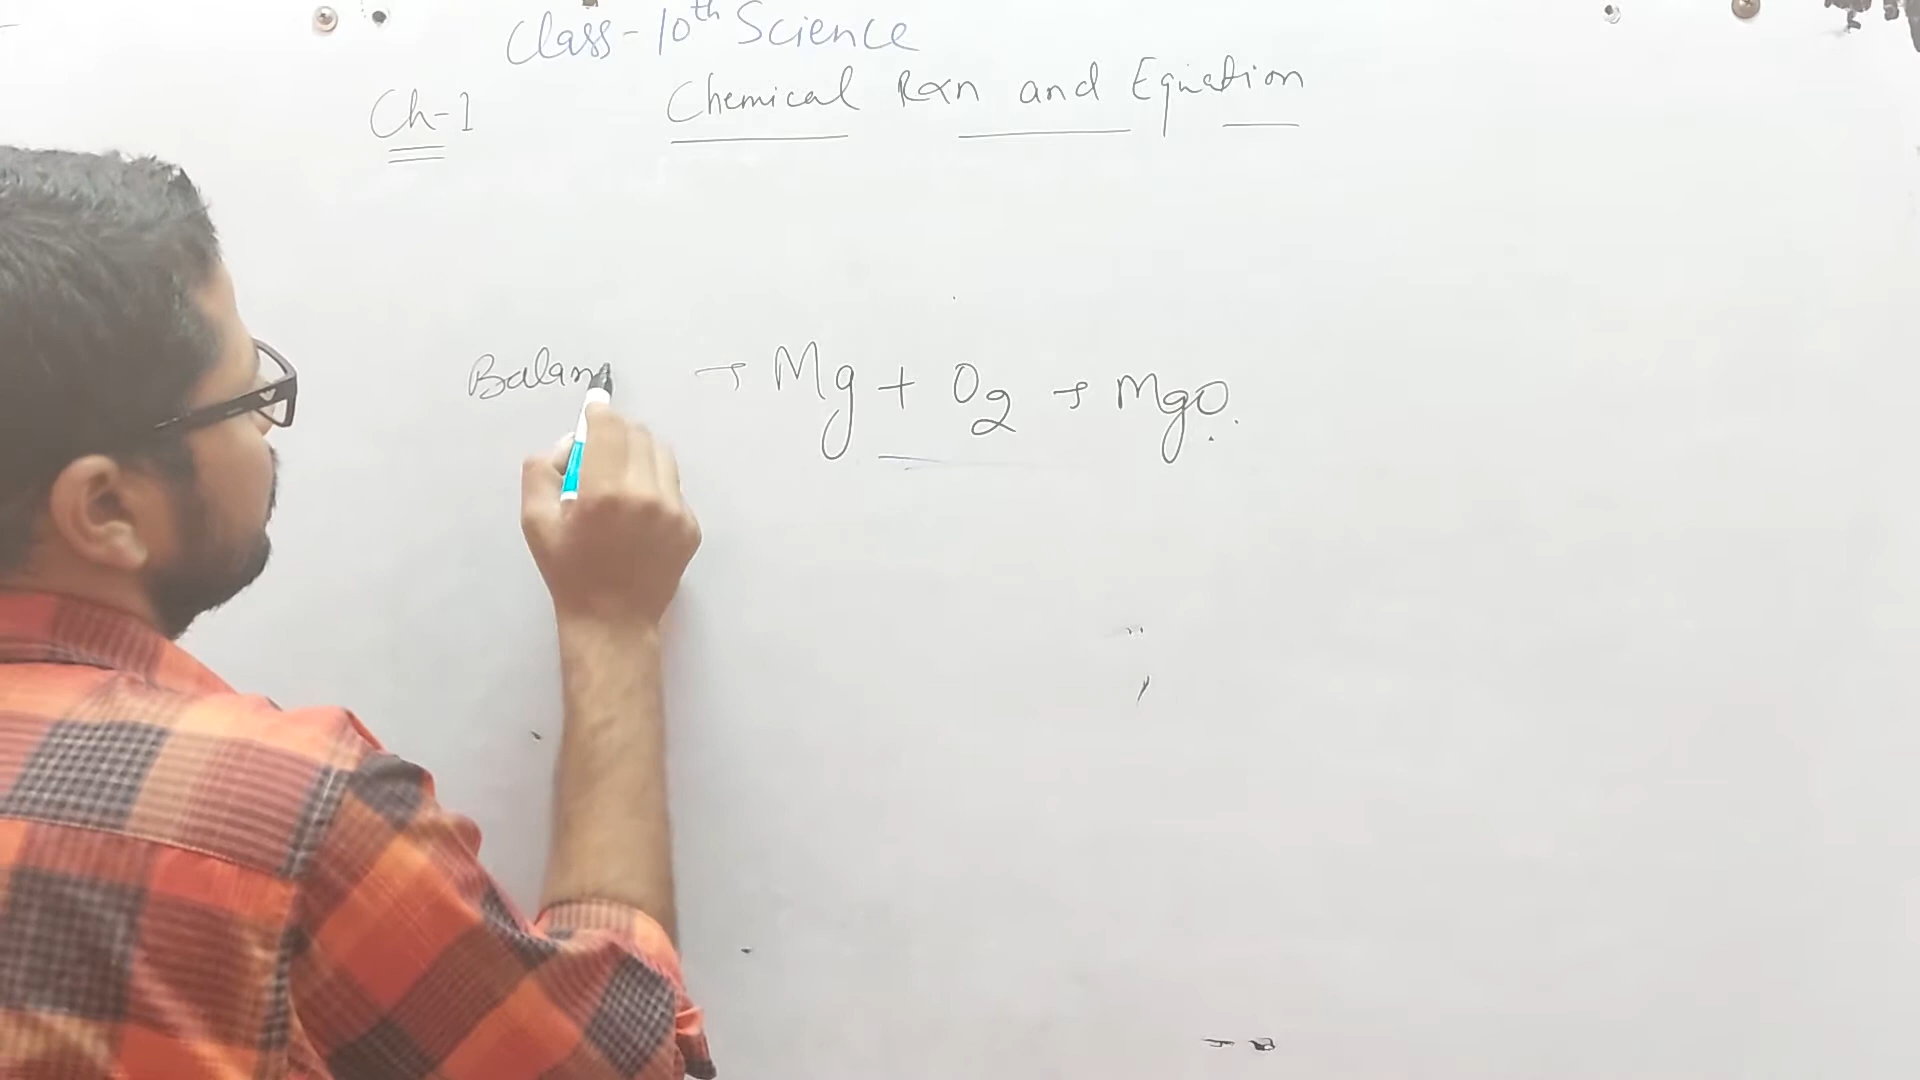 Class - 10th Science
Ch-1 Chemical Rxn and Equation
Balan → Mg + O2 → MgO.